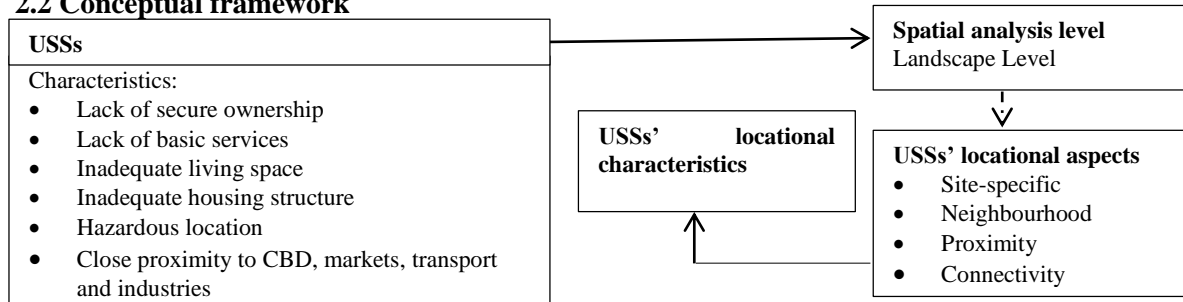 2.2 Conceptual framework
USSs
Characteristics:
• Lack of secure ownership
• Lack of basic services
• Inadequate living space
• Inadequate housing structure
• Hazardous location
• Close proximity to CBD, markets, transport
and industries
Spatial analysis level
Landscape Level
USSs' locational aspects
• Site-specific
• Neighbourhood
• Proximity
• Connectivity
USSs' locational
characteristics